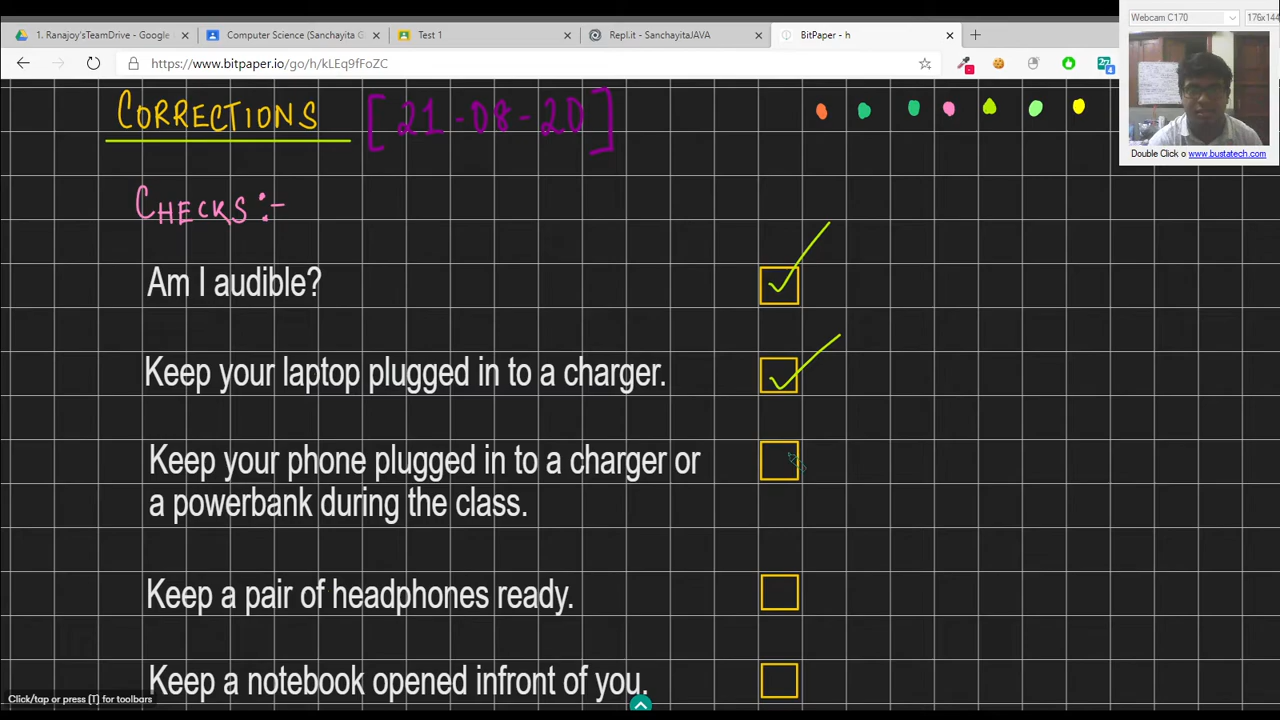 1. Ranajoy'sTeamDrive - Google
Computer Science (Sanchayita G
Test 1
Repl.it - SanchayitaJAVA
BitPaper - h
https://www.bitpaper.io/go/h/kLEq9fFoZC
Webcam C170
176x144
Double Click o www.bustatech.com
CORRECTIONS [21-08-20]
CHECKS :-
Am I audible?
Keep your laptop plugged in to a charger.
Keep your phone plugged in to a charger or
a powerbank during the class.
Keep a pair of headphones ready.
Keep a notebook opened infront of you.
Click/tap or press [T] for toolbars